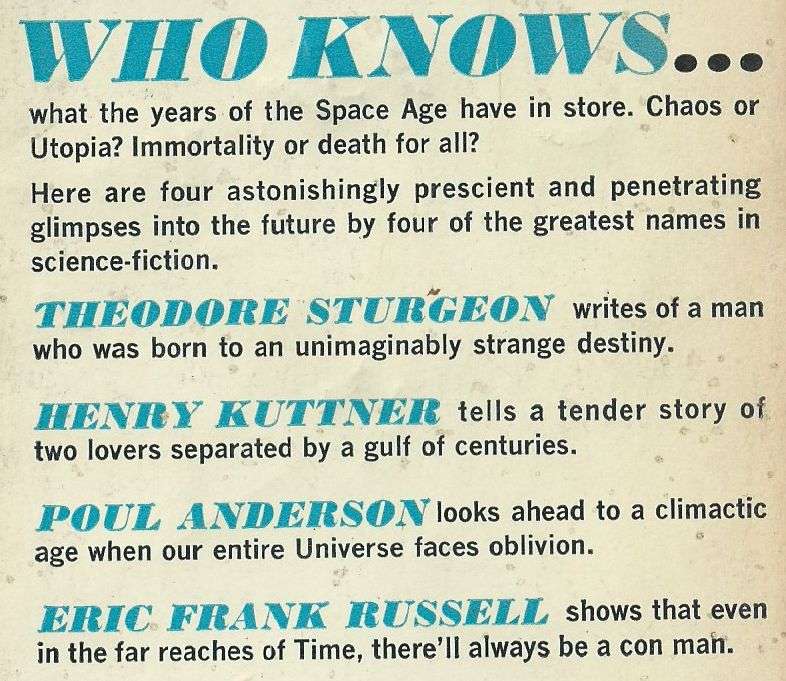 WHO KNOWS...
what the years of the Space Age have in store. Chaos or
Utopia? Immortality or death for all?
Here are four astonishingly prescient and penetrating
glimpses into the future by four of the greatest names in
science-fiction.
THEODORE STURGEON writes of a man
who was born to an unimaginably strange destiny.
HENRY KUTTNER tells a tender story of
two lovers separated by a gulf of centuries.
POUL ANDERSON looks ahead to a climactic
age when our entire Universe faces oblivion.
ERIC FRANK RUSSELL shows that even
in the far reaches of Time, there'll always be a con man.